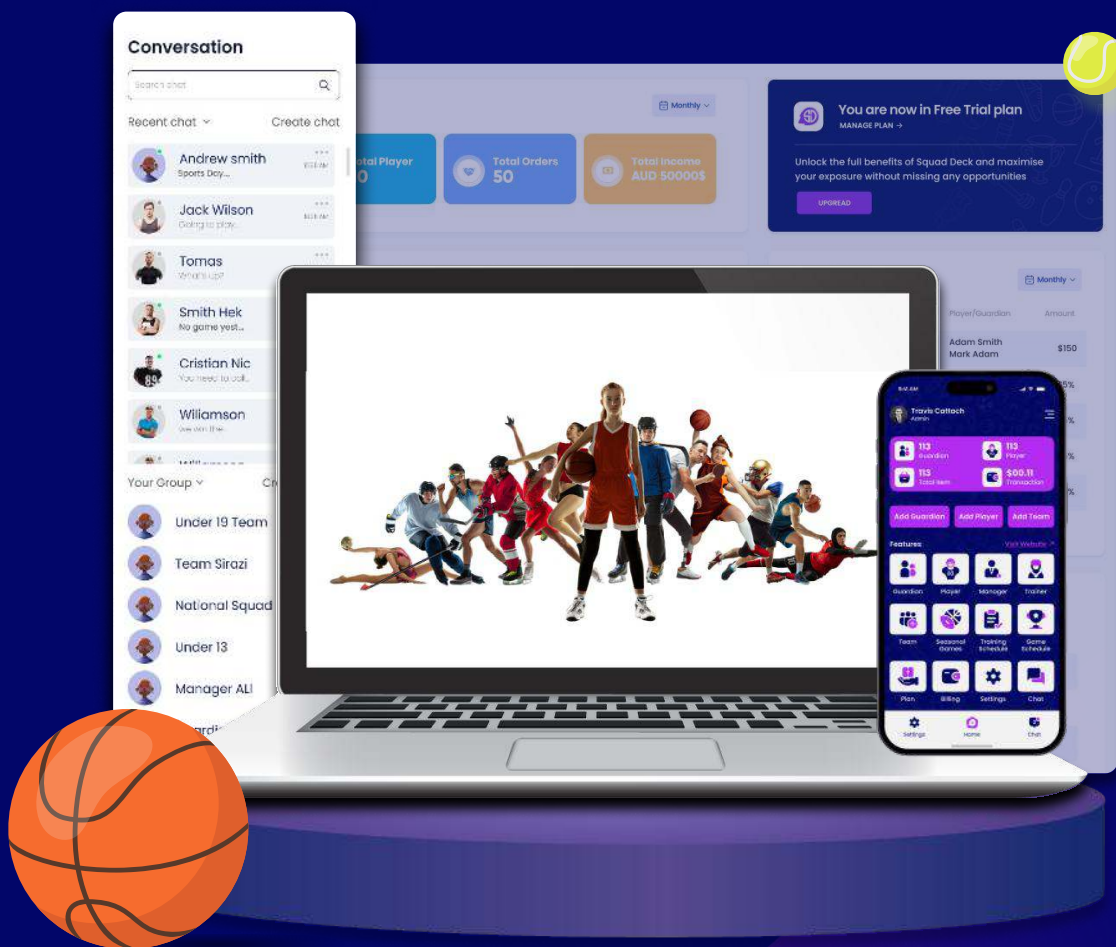 Conversation
Search chat
Recent chat
Create chat
Andrew smith
Sports Day...
Jack Wilson
Going to play
Tomas
What's up?
Smith Hek
No game yest...
Cristian Nic
You need to call..
Wiliamson
Your Group
Under 19 Team
Team Sirazi
National Squad
Under 13
Manager ALI
Monthly
Total Orders
50
Total Income
AUD 50000$
You are now in Free Trial plan
MANAGE PLAN →
Unlock the full benefits of Squad Deck and maximise
your exposure without missing any opportunities
UPGREAD
Monthly
Player/Guardian
Amount
Adam Smith
Mark Adam
$150
9:41 AM
Travis Cattach
Admin
113
Guardian
113
Player
113
Total Item
$00.11
Transaction
Add Guardian
Add Player
Add Team
Features
Visit Website
Guardian
Player
Manager
Trainer
Team
Seasonal
Games
Training
Schedule
Game
Schedule
Plan
Billing
Settings
Chat
Settings
Home
Chat